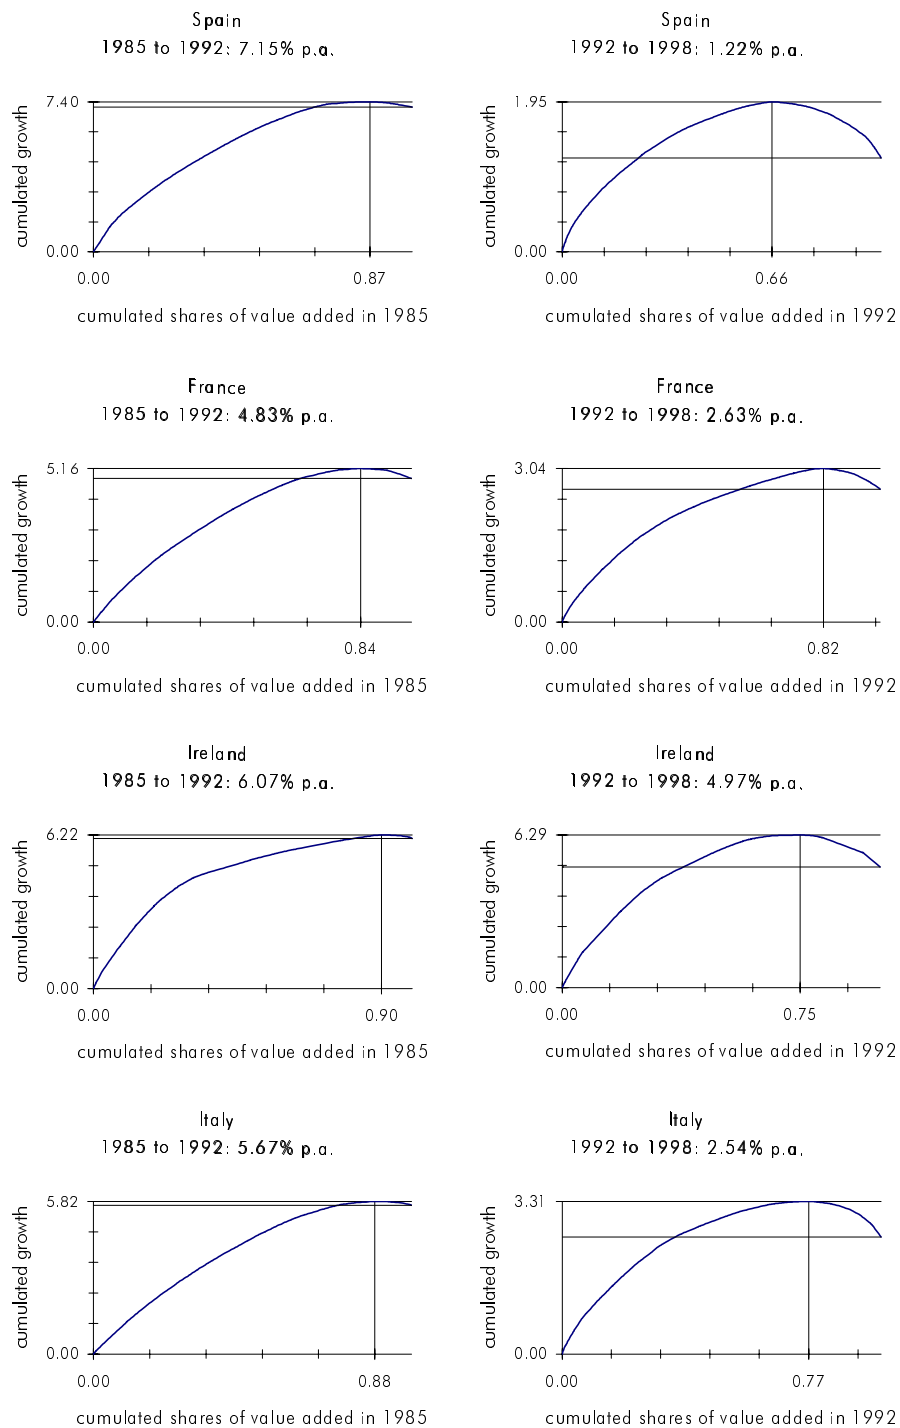 Spain
1985 to 1992: 7.15% p.a.
7.40
cumulated growth
0.00
0.00
0.87
cumulated shares of value added in 1985
Spain
1992 to 1998: 1.22% p.a.
1.95
cumulated growth
0.00
0.00
0.66
cumulated shares of value added in 1992
France
1985 to 1992: 4.83% p.a.
5.16
cumulated growth
0.00
0.00
0.84
cumulated shares of value added in 1985
France
1992 to 1998: 2.63% p.a.
3.04
cumulated growth
0.00
0.00
0.82
cumulated shares of value added in 1992
Ireland
1985 to 1992: 6.07% p.a.
6.22
cumulated growth
0.00
0.00
0.90
cumulated shares of value added in 1985
Ireland
1992 to 1998: 4.97% p.a.
6.29
cumulated growth
0.00
0.00
0.75
cumulated shares of value added in 1992
Italy
1985 to 1992: 5.67% p.a.
5.82
cumulated growth
0.00
0.00
0.88
cumulated shares of value added in 1985
Italy
1992 to 1998: 2.54% p.a.
3.31
cumulated growth
0.00
0.00
0.77
cumulated shares of value added in 1992